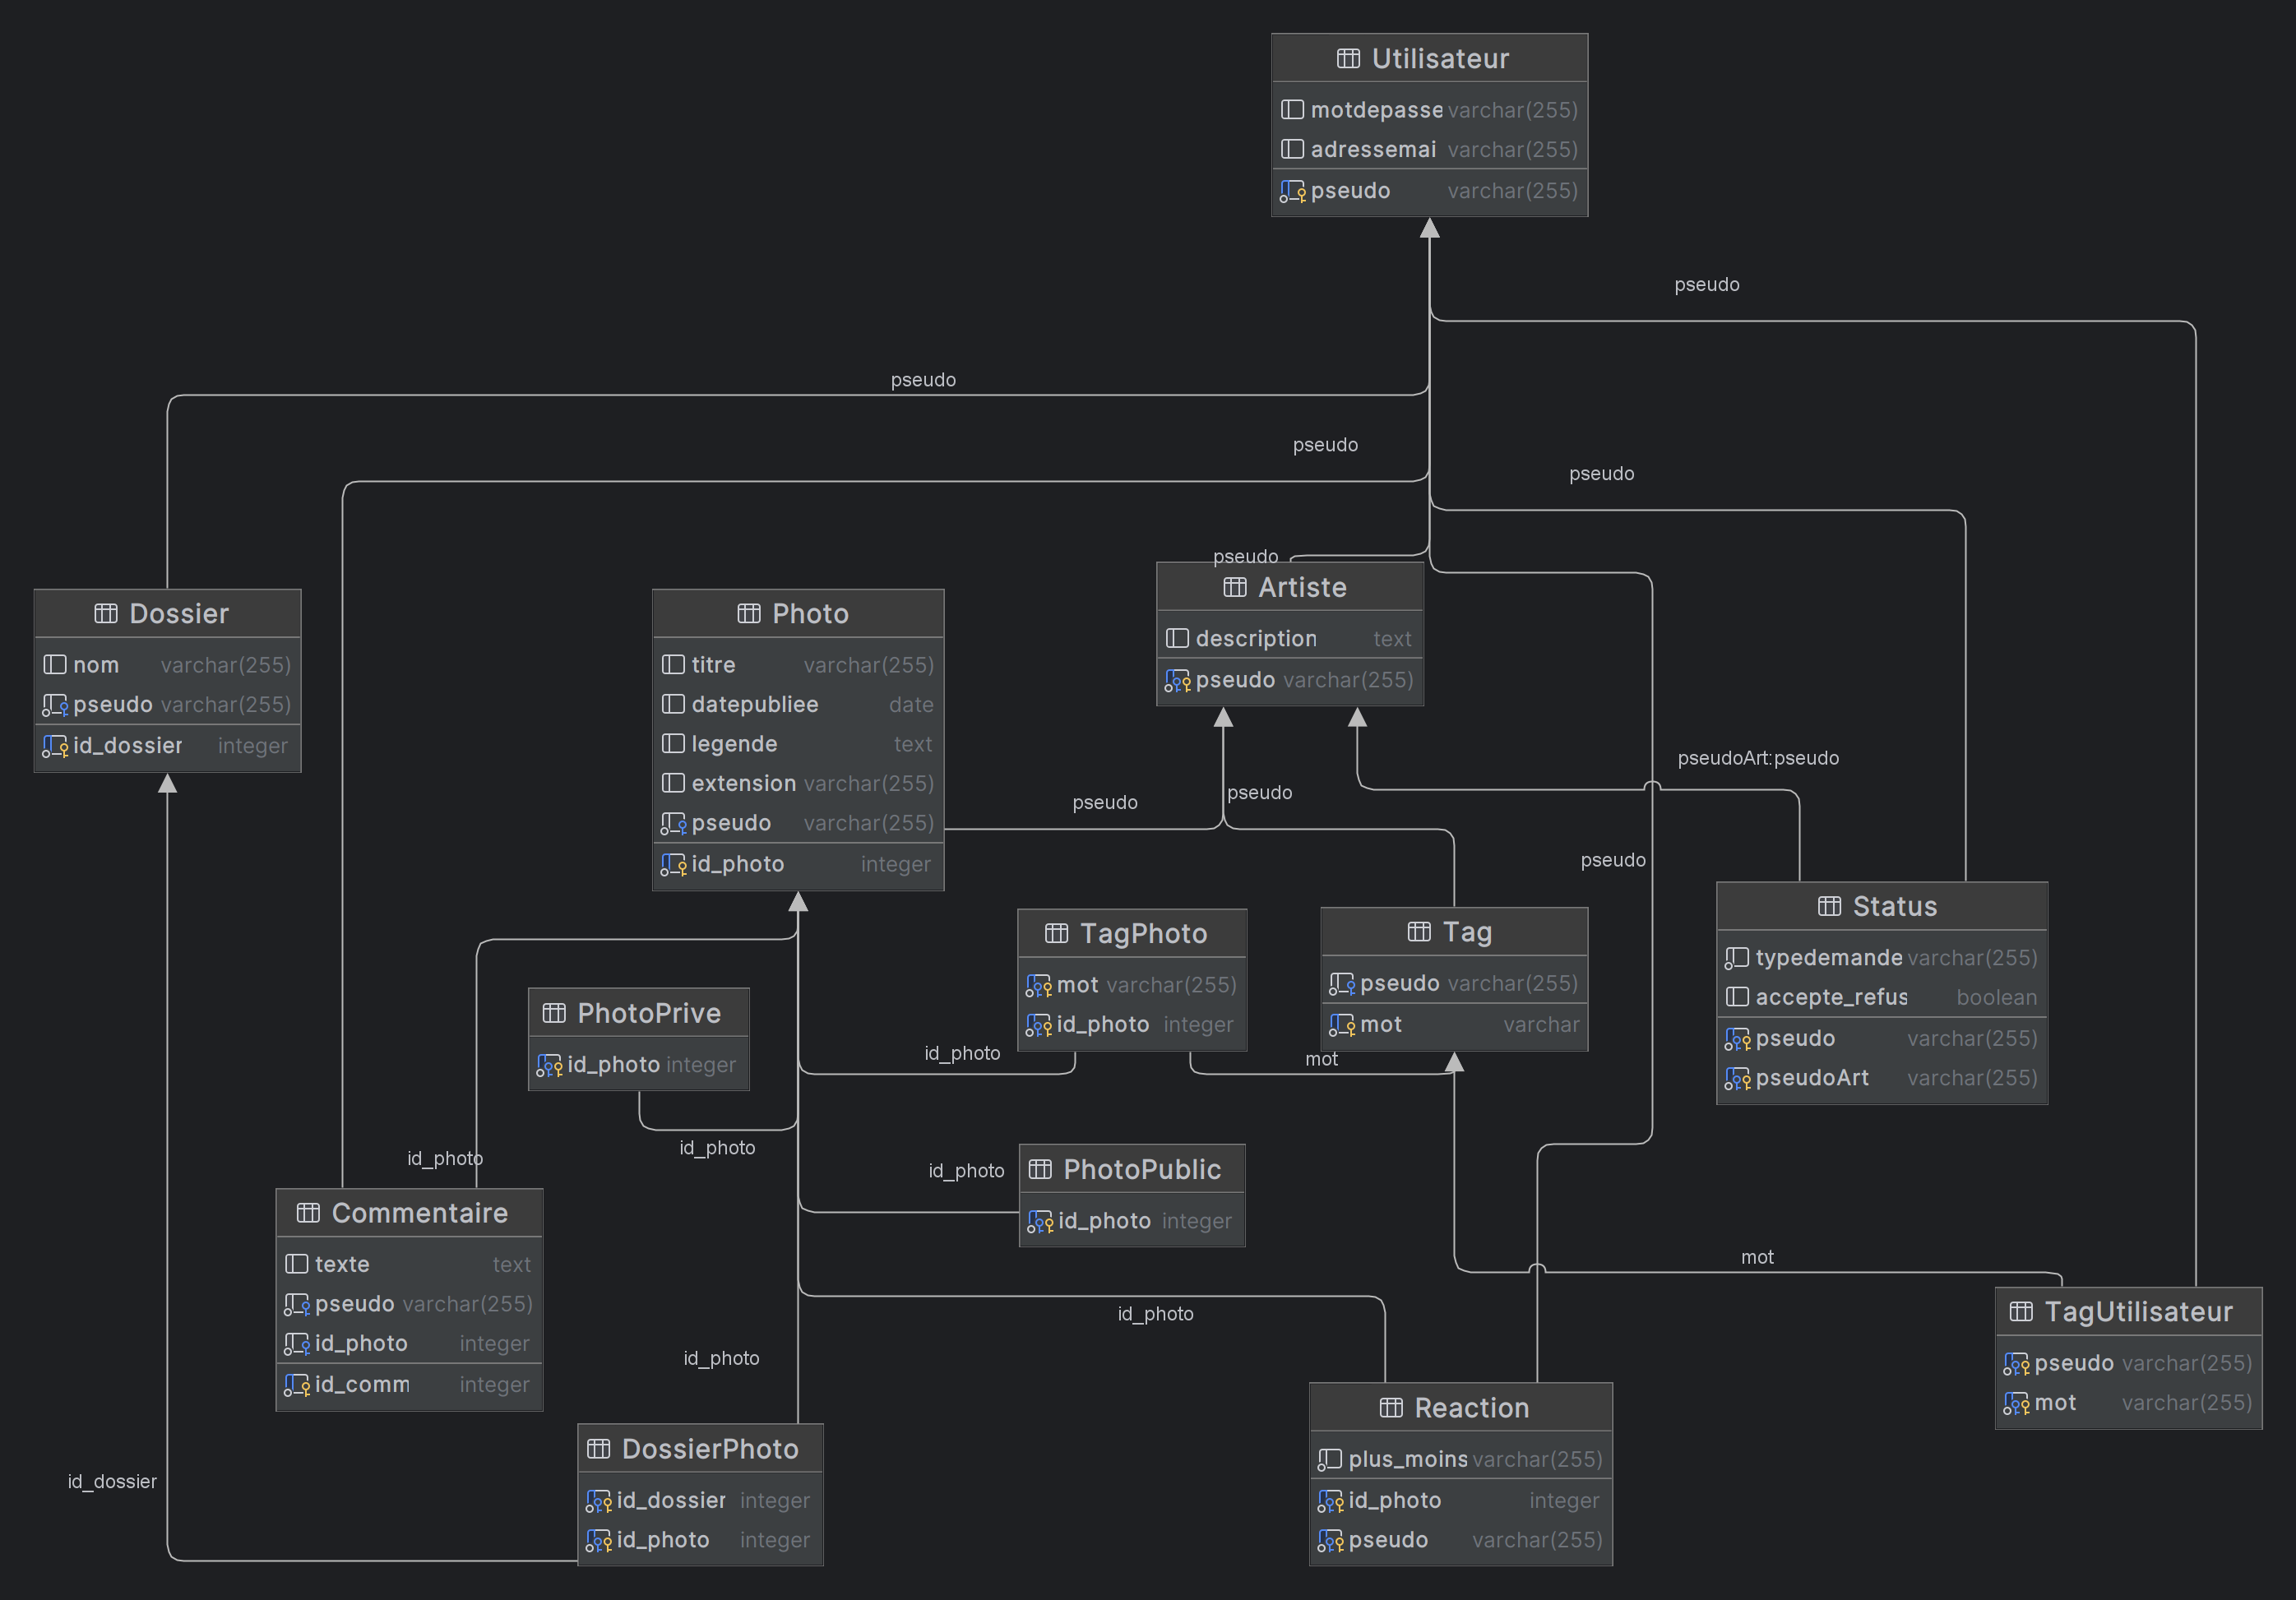 Utilisateur
motdepasse varchar(255)
adressemai varchar(255)
pseudo varchar(255)
pseudo
pseudo
pseudo
pseudo
pseudo
Artiste
description text
pseudo varchar(255)
Dossier
nom varchar(255)
pseudo varchar(255)
id_dossier integer
Photo
titre varchar(255)
datepubliee date
legende text
extension varchar(255)
pseudo varchar(255)
id_photo integer
pseudoArt:pseudo
pseudo
pseudo
pseudo
Status
typedemande varchar(255)
accepte_refus boolean
pseudo varchar(255)
pseudoArt varchar(255)
TagPhoto
mot varchar(255)
id_photo integer
Tag
pseudo varchar(255)
mot varchar
PhotoPrive
id_photo integer
id_photo
mot
id_photo
id_photo
id_photo
PhotoPublic
id_photo integer
Commentaire
texte text
pseudo varchar(255)
id_photo integer
id_comm integer
mot
id_photo
id_photo
TagUtilisateur
pseudo varchar(255)
mot varchar(255)
DossierPhoto
id_dossier integer
id_photo integer
Reaction
plus_moins varchar(255)
id_photo integer
pseudo varchar(255)
id_dossier